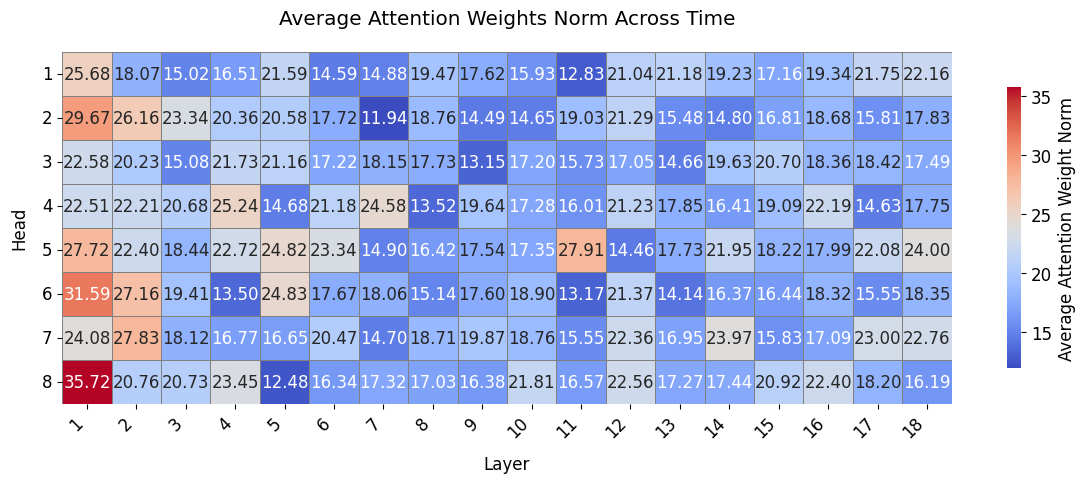 Average Attention Weights Norm Across Time
1 25.68 18.07 15.02 16.51 21.59 14.59 14.88 19.47 17.62 15.93 12.83 21.04 21.18 19.23 17.16 19.34 21.75 22.16
2 29.67 26.16 23.34 20.36 20.58 17.72 11.94 18.76 14.49 14.65 19.03 21.29 15.48 14.80 16.81 18.68 15.81 17.83
3 22.58 20.23 15.08 21.73 21.16 17.22 18.15 17.73 13.15 17.20 15.73 17.05 14.66 19.63 20.70 18.36 18.42 17.49
4 22.51 22.21 20.68 25.24 14.68 21.18 24.58 13.52 19.64 17.28 16.01 21.23 17.85 16.41 19.09 22.19 14.63 17.75
5 27.72 22.40 18.44 22.72 24.82 23.34 14.90 16.42 17.54 17.35 27.91 14.46 17.73 21.95 18.22 17.99 22.08 24.00
6 31.59 27.16 19.41 13.50 24.83 17.67 18.06 15.14 17.60 18.90 13.17 21.37 14.14 16.37 16.44 18.32 15.55 18.35
7 24.08 27.83 18.12 16.77 16.65 20.47 14.70 18.71 19.87 18.76 15.55 22.36 16.95 23.97 15.83 17.09 23.00 22.76
8 35.72 20.76 20.73 23.45 12.48 16.34 17.32 17.03 16.38 21.81 16.57 22.56 17.27 17.44 20.92 22.40 18.20 16.19
1 2 3 4 5 6 7 8 9 10 11 12 13 14 15 16 17 18
Layer
Head
35
30
25
20
15
Average Attention Weight Norm